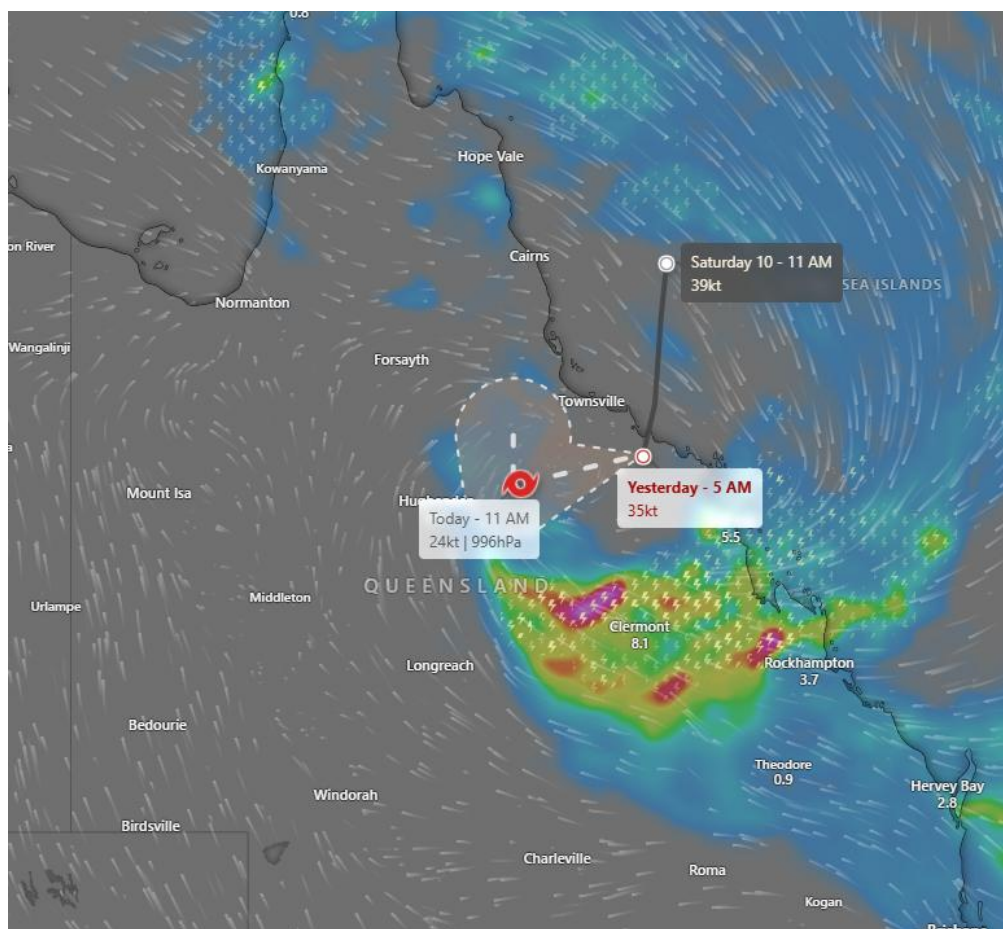 0.8
Kowanyama
Hope Vale
on River
Cairns
Saturday 10 - 11 AM
39kt
SEA ISLANDS
Normanton
Wangalinji
Forsayth
Townsville
Mount Isa
Yesterday - 5 AM
35kt
Today - 11 AM
24kt | 996hPa
5.5
QUEENSLAND
Urlampe
Middleton
Clermont
8.1
Longreach
Rockhampton
3.7
Bedourie
Theodore
0.9
Hervey Bay
2.8
Windorah
Birdsville
Charleville
Roma
Kogan